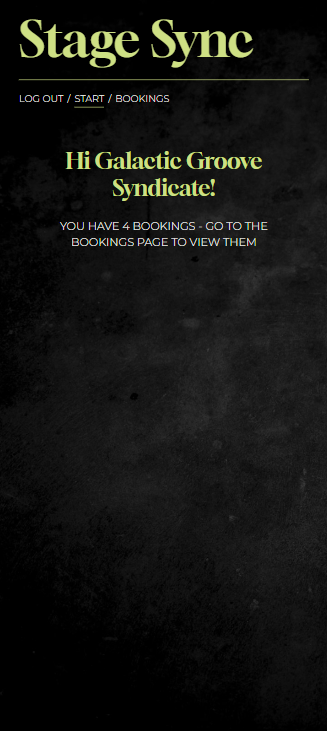 Stage Sync
LOG OUT / START / BOOKINGS
Hi Galactic Groove
Syndicate!
YOU HAVE 4 BOOKINGS - GO TO THE
BOOKINGS PAGE TO VIEW THEM